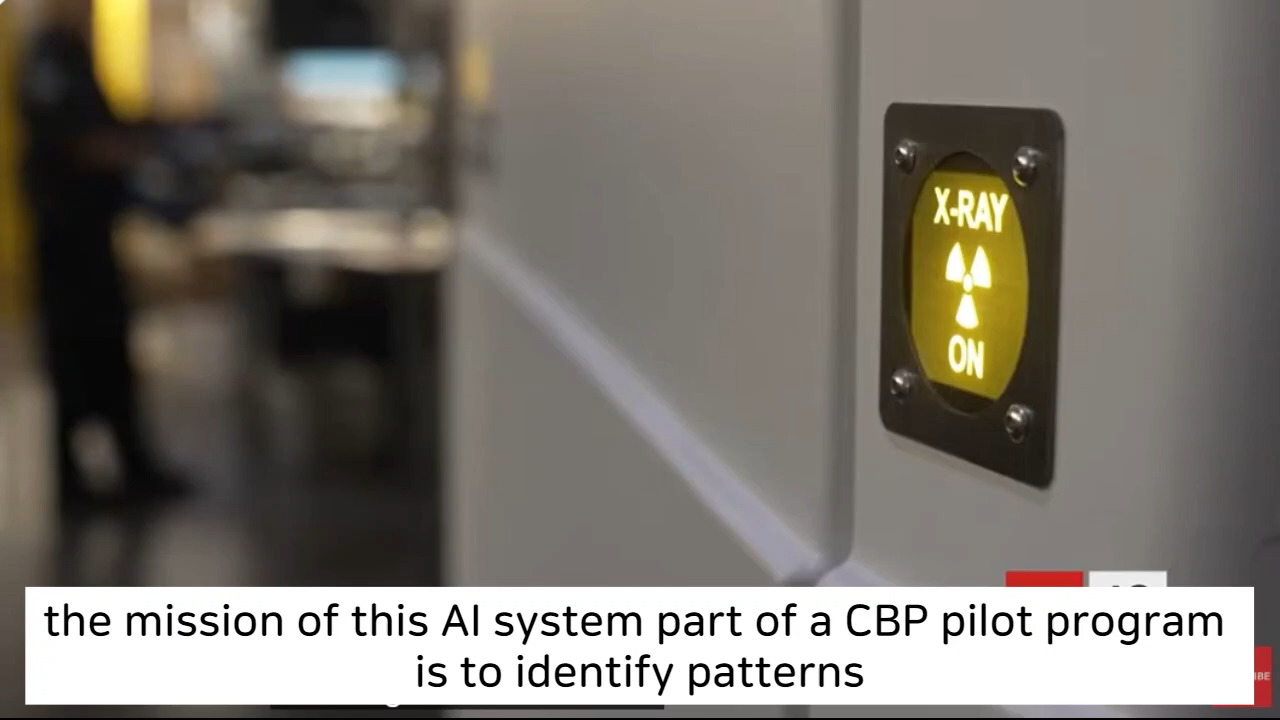 X-RAY
ON
the mission of this AI system part of a CBP pilot program
is to identify patterns